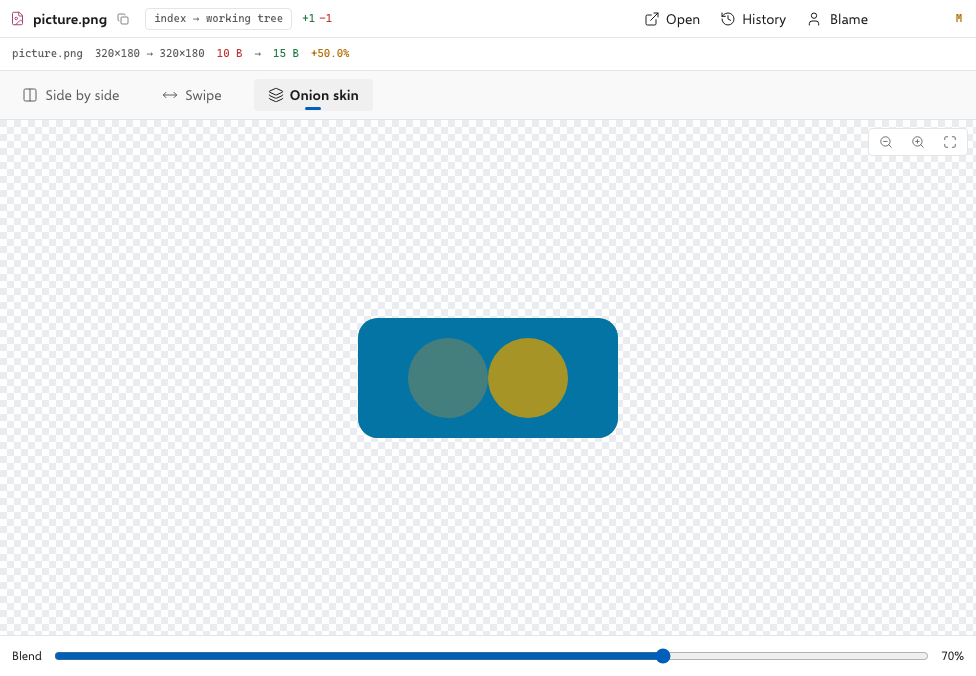 picture.png index → working tree +1 −1 Open History Blame M
picture.png 320×180 → 320×180 10 B → 15 B +50.0%
Side by side Swipe Onion skin
Blend 70%